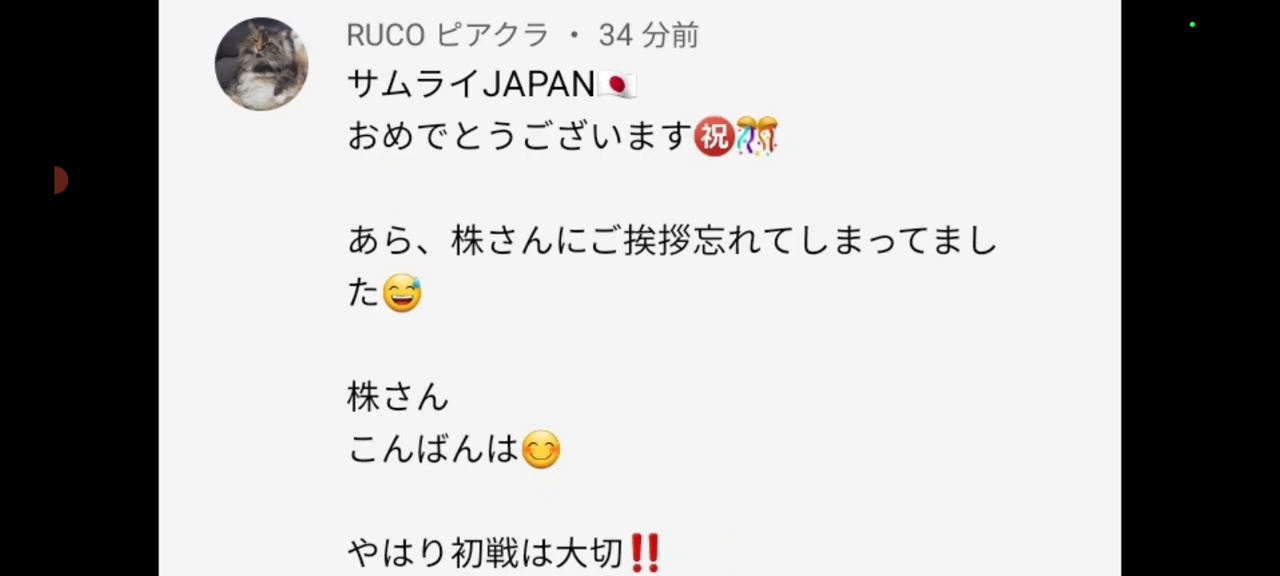 RUCO ピアクラ ・ 34 分前
サムライJAPAN🇯🇵
おめでとうございます㊗️🎊
あら、株さんにご挨拶忘れてしまってまし
た😅
株さん
こんばんは😊
やはり初戦は大切‼️